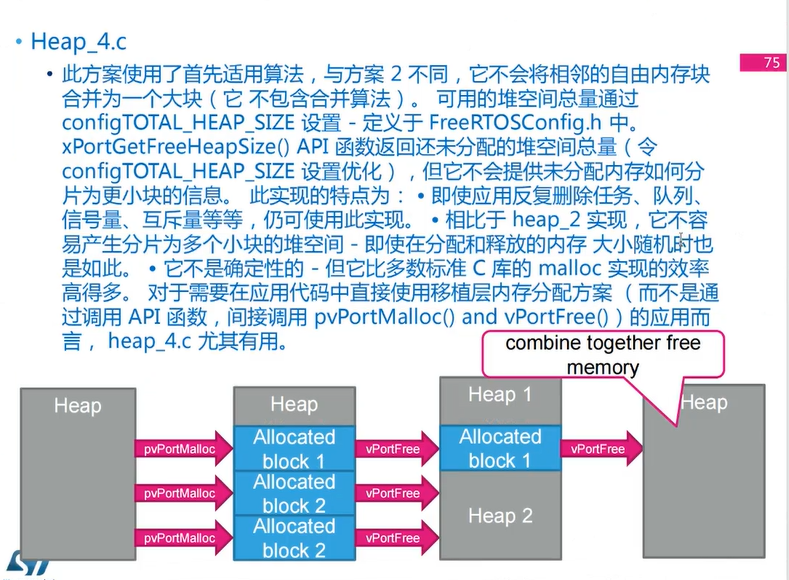 • Heap_4.c
75
• 此方案使用了首先适用算法，与方案 2 不同，它不会将相邻的自由内存块
合并为一个大块（它 不包含合并算法）。 可用的堆空间总量通过
configTOTAL_HEAP_SIZE 设置 - 定义于 FreeRTOSConfig.h 中。
xPortGetFreeHeapSize() API 函数返回还未分配的堆空间总量（令
configTOTAL_HEAP_SIZE 设置优化），但它不会提供未分配内存如何分
片为更小块的信息。 此实现的特点为： • 即使应用反复删除任务、队列、
信号量、互斥量等等，仍可使用此实现。 • 相比于 heap_2 实现，它不容
易产生分片为多个小块的堆空间 - 即使在分配和释放的内存 大小随机时也
是如此。 • 它不是确定性的 - 但它比多数标准 C 库的 malloc 实现的效率
高得多。 对于需要在应用代码中直接使用移植层内存分配方案 （而不是通
过调用 API 函数，间接调用 pvPortMalloc() and vPortFree()）的应用而
言， heap_4.c 尤其有用。
combine together free
memory
Heap
Heap
Heap 1
Heap
pvPortMalloc
Allocated
block 1
vPortFree
Allocated
block 1
vPortFree
pvPortMalloc
Allocated
block 2
vPortFree
Heap 2
pvPortMalloc
Allocated
block 2
vPortFree
ST